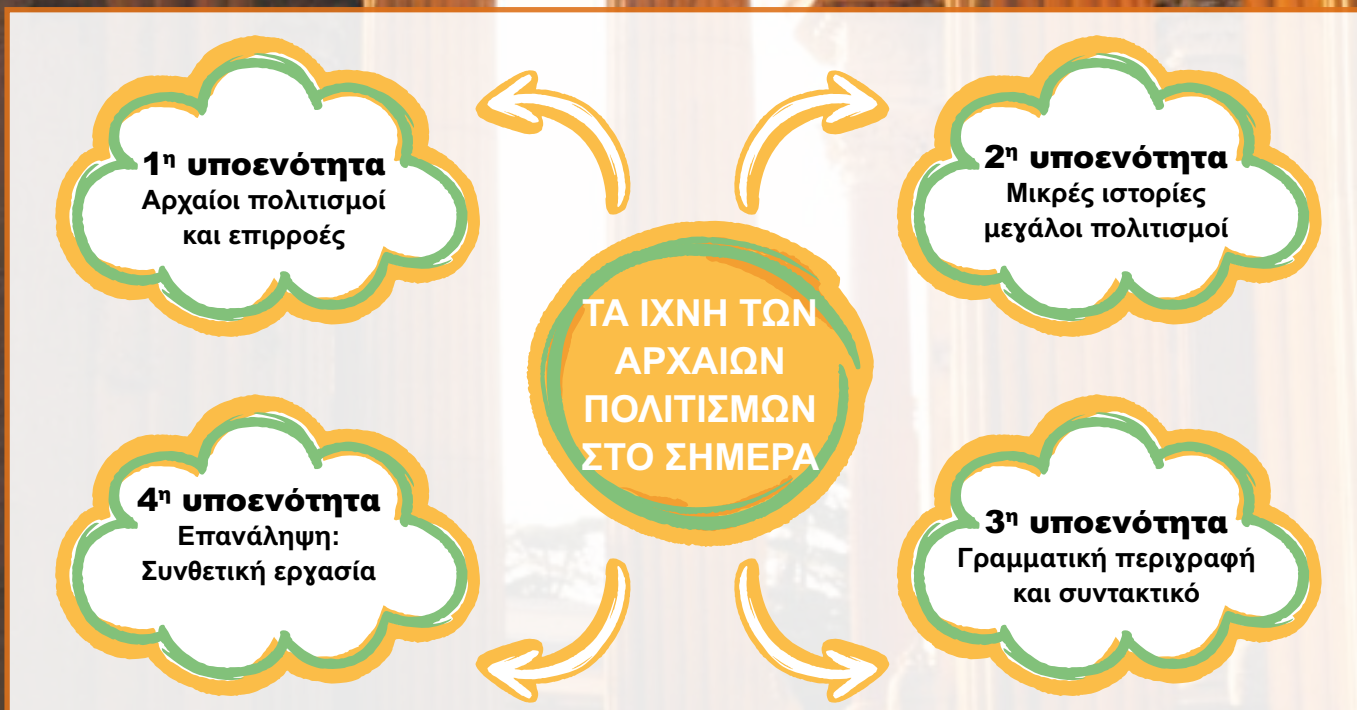 1η υποενότητα
Αρχαίοι πολιτισμοί
και επιρροές
2η υποενότητα
Μικρές ιστορίες
μεγάλοι πολιτισμοί
ΤΑ ΙΧΝΗ ΤΩΝ
ΑΡΧΑΙΩΝ
ΠΟΛΙΤΙΣΜΩΝ
ΣΤΟ ΣΗΜΕΡΑ
4η υποενότητα
Επανάληψη:
Συνθετική εργασία
3η υποενότητα
Γραμματική περιγραφή
και συντακτικό